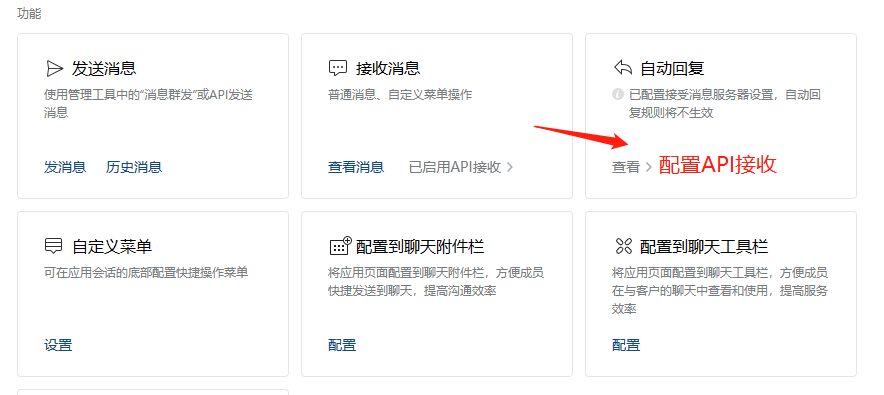 功能
发送消息
使用管理工具中的“消息群发”或API发送
消息
发消息 历史消息
接收消息
普通消息、自定义菜单操作
查看消息 已启用API接收 >
自动回复
已配置接受消息服务器设置，自动回
复规则将不生效
查看 > 配置API接收
自定义菜单
可在应用会话的底部配置快捷操作菜单
设置
配置到聊天附件栏
将应用页面配置到聊天附件栏，方便成员
快捷发送到聊天，提高沟通效率
配置
配置到聊天工具栏
将应用页面配置到聊天工具栏，方便成员
在与客户的聊天中查看和使用，提高服务
效率
配置